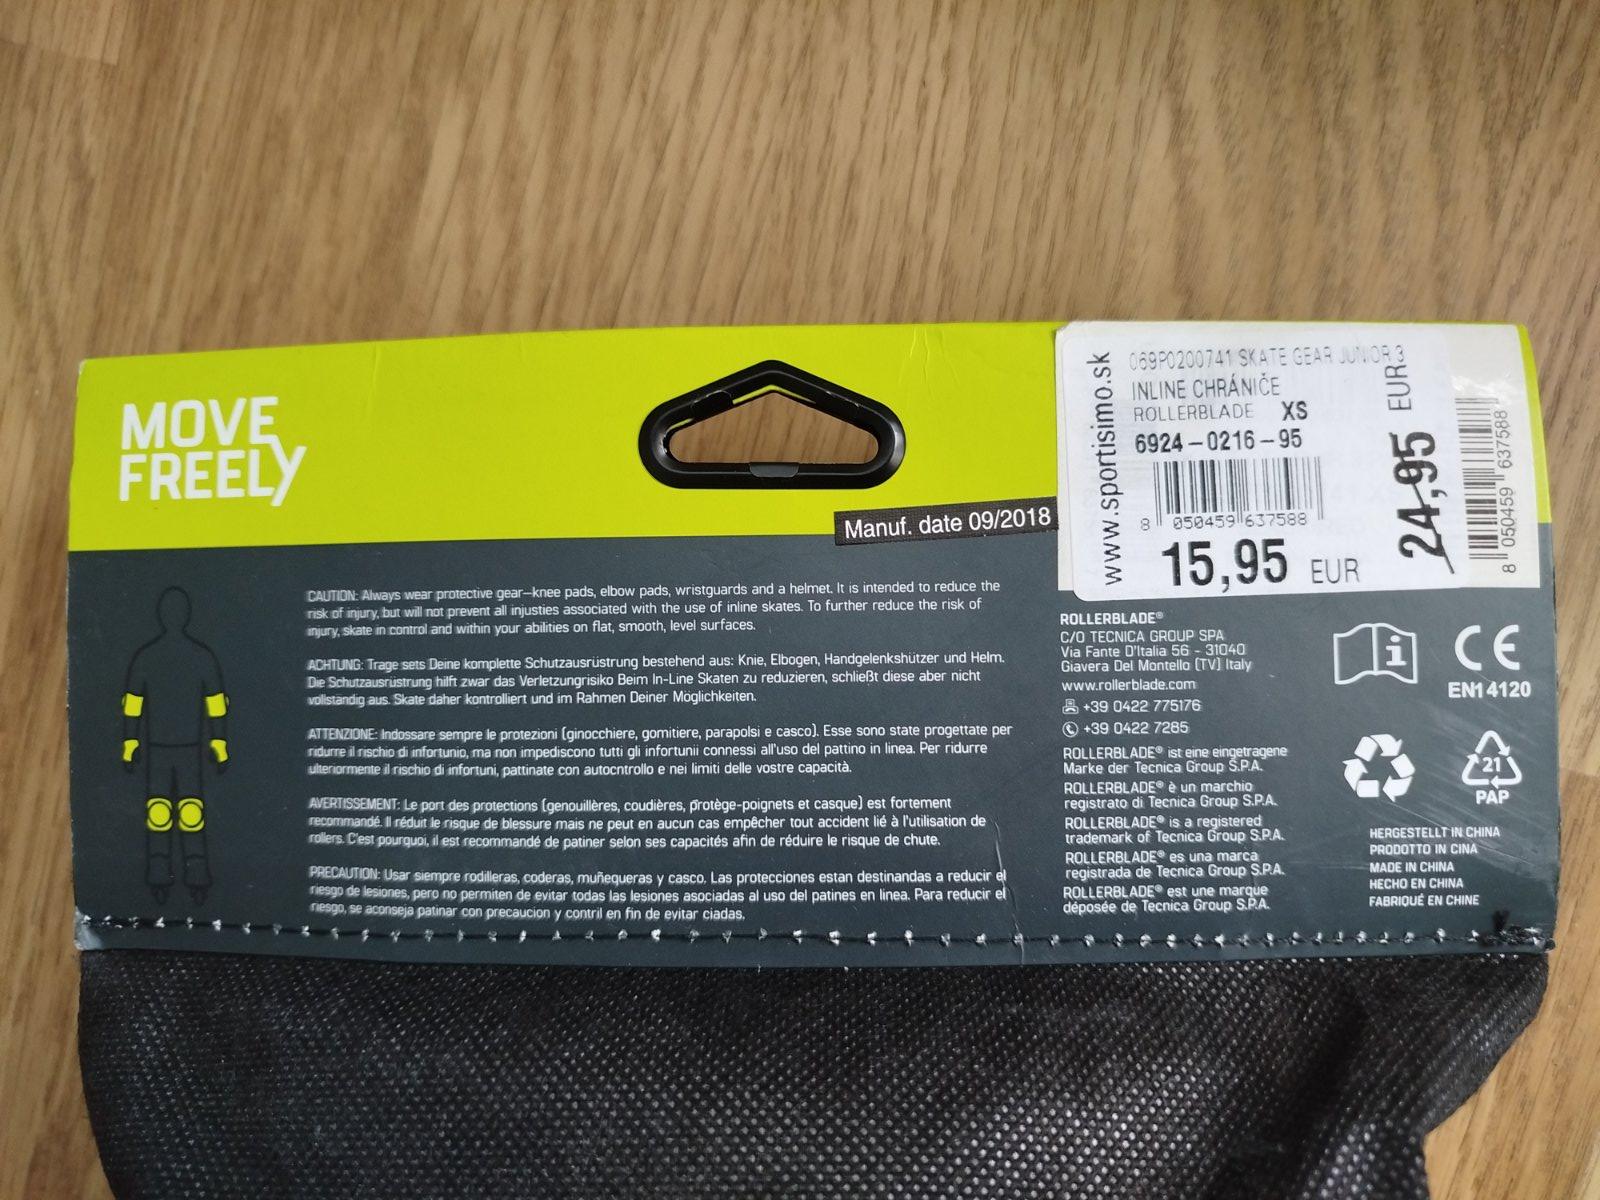 MOVE
FREELY
Manuf. date 09/2018
www.sportisimo.sk
069P0200741 SKATE GEAR JUNIOR 3
INLINE CHRÁNIČE
ROLLERBLADE XS
6924-0216-95
8 050459 637588
15,95 EUR
24,95 EUR
8 050459 637588
CAUTION: Always wear protective gear—knee pads, elbow pads, wristguards and a helmet. It is intended to reduce the
risk of injury, but will not prevent all injusties associated with the use of inline skates. To further reduce the risk of
injury, skate in control and within your abilities on flat, smooth, level surfaces.
ACHTUNG: Trage sets Deine komplette Schutzausrüstrung bestehend aus: Knie, Elbogen, Handgelenkshützer und Helm.
Die Schutzausrüstrung hilft zwar das Verletzungrisiko Beim In-Line Skaten zu reduzieren, schließt diese aber nicht
vollständig aus. Skate daher kontrolliert und im Rahmen Deiner Möglichkeiten.
ATTENZIONE: Indossare sempre le protezioni (ginocchiere, gomitiere, parapolsi e casco). Esse sono state progettate per
ridurre il rischio di infortunio, ma non impediscono tutti gli infortunii connessi all'uso del pattino in linea. Per ridurre
ulteriormente il rischio di infortuni, pattinate con autocntrollo e nei limiti delle vostre capacità.
AVERTISSEMENT: Le port des protections (genouillères, coudières, protège-poignets et casque) est fortement
recommandé. Il réduit le risque de blessure mais ne peut en aucun cas empêcher tout accident lié à l'utilisation de
rollers. C'est pourquoi, il est recommandé de patiner selon ses capacités afin de réduire le risque de chute.
PRECAUTION: Usar siempre rodilleras, coderas, muñequeras y casco. Las protecciones estan destinandas a reducir el
riesgo de lesiones, pero no permiten de evitar todas las lesiones asociadas al uso del patines en linea. Para reducir el
riesgo, se aconseja patinar con precaucion y contril en fin de evitar ciadas.
ROLLERBLADE®
C/O TECNICA GROUP SPA
Via Fante D'Italia 56 - 31040
Giavera Del Montello (TV) Italy
www.rollerblade.com
+39 0422 775176
+39 0422 7285
ROLLERBLADE® ist eine eingetragene
Marke der Tecnica Group S.P.A.
ROLLERBLADE® è un marchio
registrato di Tecnica Group S.P.A.
ROLLERBLADE® is a registered
trademark of Tecnica Group S.P.A.
ROLLERBLADE® es una marca
registrada de Tecnica Group S.P.A.
ROLLERBLADE® est une marque
déposée de Tecnica Group S.P.A.
i
CE
EN14120
21
PAP
HERGESTELLT IN CHINA
PRODOTTO IN CINA
MADE IN CHINA
HECHO EN CHINA
FABRIQUÉ EN CHINE